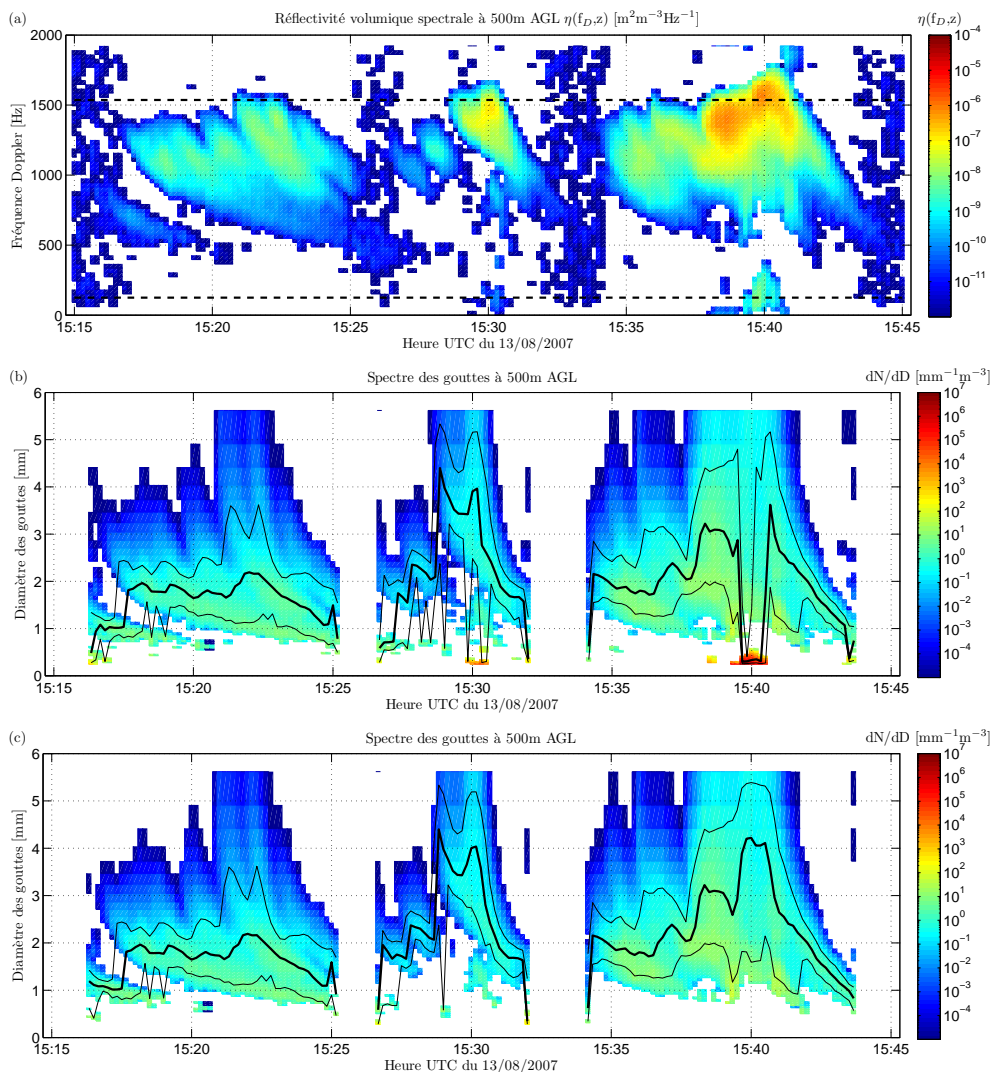 (a)
Réflectivité volumique spectrale à 500m AGL η(f_D,z) [m²m⁻³Hz⁻¹]
η(f_D,z)
2000
1500
1000
500
0
Fréquence Doppler [Hz]
15:15 15:20 15:25 15:30 15:35 15:40 15:45
Heure UTC du 13/08/2007
10⁻⁴
10⁻⁵
10⁻⁶
10⁻⁷
10⁻⁸
10⁻⁹
10⁻¹⁰
10⁻¹¹
(b)
Spectre des gouttes à 500m AGL
dN/dD [mm⁻¹m⁻³]
6
5
4
3
2
1
0
Diamètre des gouttes [mm]
15:15 15:20 15:25 15:30 15:35 15:40 15:45
Heure UTC du 13/08/2007
10⁷
10⁶
10⁵
10⁴
10³
10²
10¹
10⁰
10⁻¹
10⁻²
10⁻³
10⁻⁴
(c)
Spectre des gouttes à 500m AGL
dN/dD [mm⁻¹m⁻³]
6
5
4
3
2
1
0
Diamètre des gouttes [mm]
15:15 15:20 15:25 15:30 15:35 15:40 15:45
Heure UTC du 13/08/2007
10⁷
10⁶
10⁵
10⁴
10³
10²
10¹
10⁰
10⁻¹
10⁻²
10⁻³
10⁻⁴